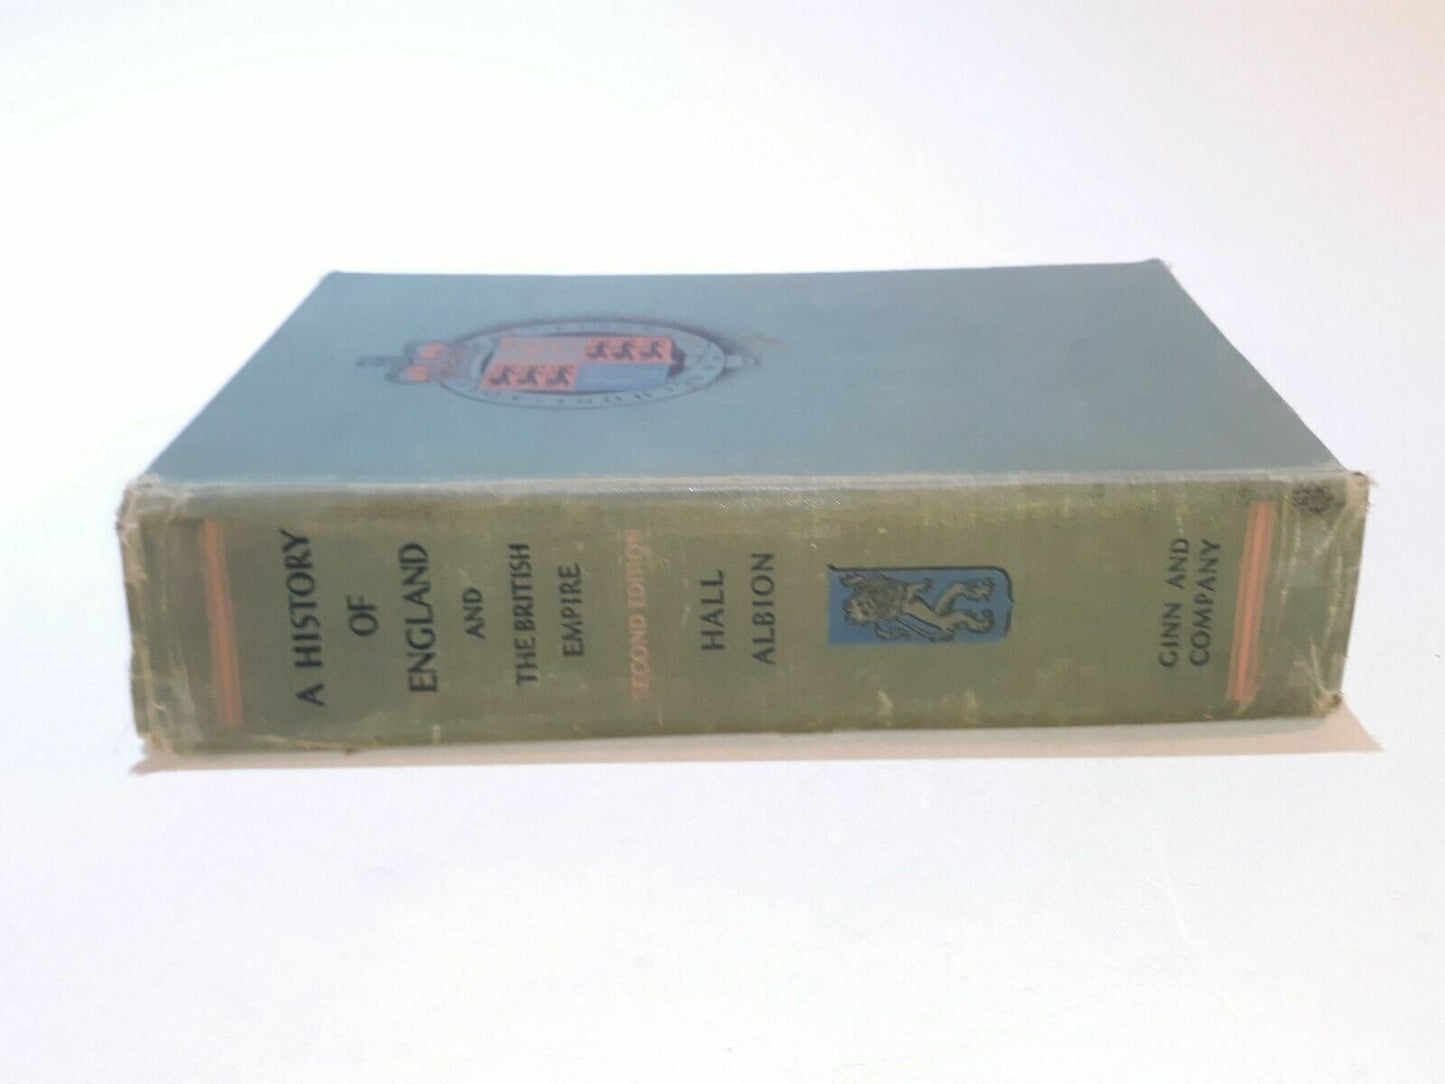 A HISTORY
OF
ENGLAND
AND
THE BRITISH
EMPIRE
SECOND EDITION
HALL
ALBION
GINN AND
COMPANY